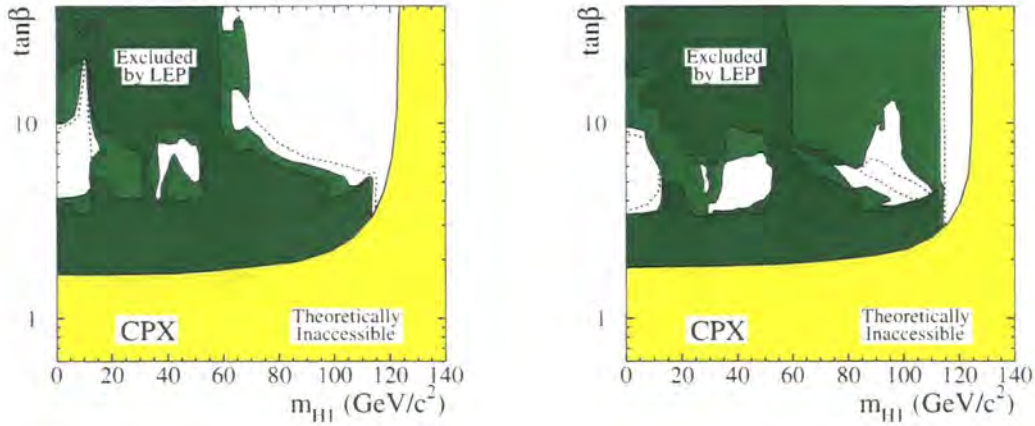 tanβ
10
1
Excluded
by LEP
CPX
Theoretically
Inaccessible
0 20 40 60 80 100 120 140
m_H1 (GeV/c²)
tanβ
10
1
Excluded
by LEP
CPX
Theoretically
Inaccessible
0 20 40 60 80 100 120 140
m_H1 (GeV/c²)